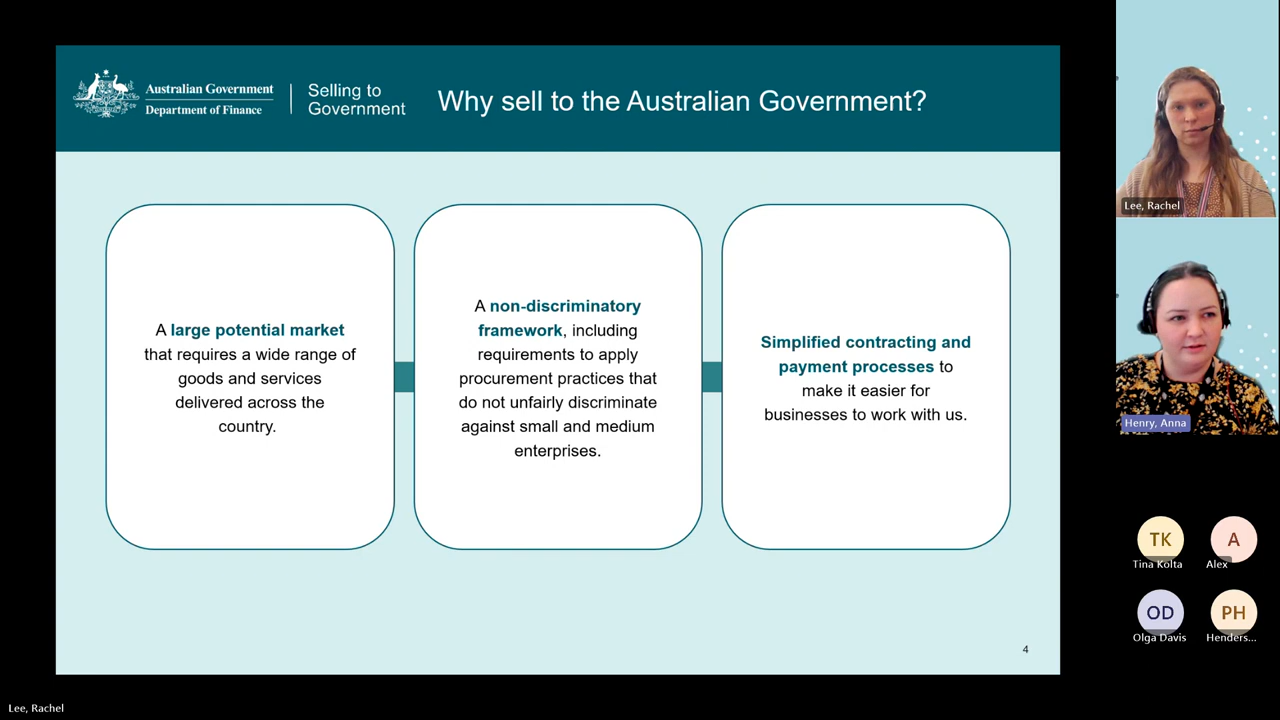 Australian Government
Department of Finance
Selling to
Government
Why sell to the Australian Government?
A large potential market
that requires a wide range of
goods and services
delivered across the
country.
A non-discriminatory
framework, including
requirements to apply
procurement practices that
do not unfairly discriminate
against small and medium
enterprises.
Simplified contracting and
payment processes to
make it easier for
businesses to work with us.
4
Lee, Rachel
Henry, Anna
TK
Tina Kolta
A
Alex
OD
Olga Davis
PH
Henders...
Lee, Rachel